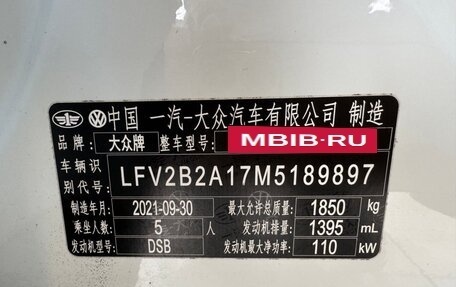 中国 一汽-大众汽车有限公司 制造
品牌: 大众牌 整车型号: MBIB-RU
车辆识别代号: LFV2B2A17M5189897
制造年月: 2021-09-30 最大允许总质量: 1850 kg
乘坐人数: 5 人 发动机排量: 1395 mL
发动机型号: DSB 发动机最大净功率: 110 kW